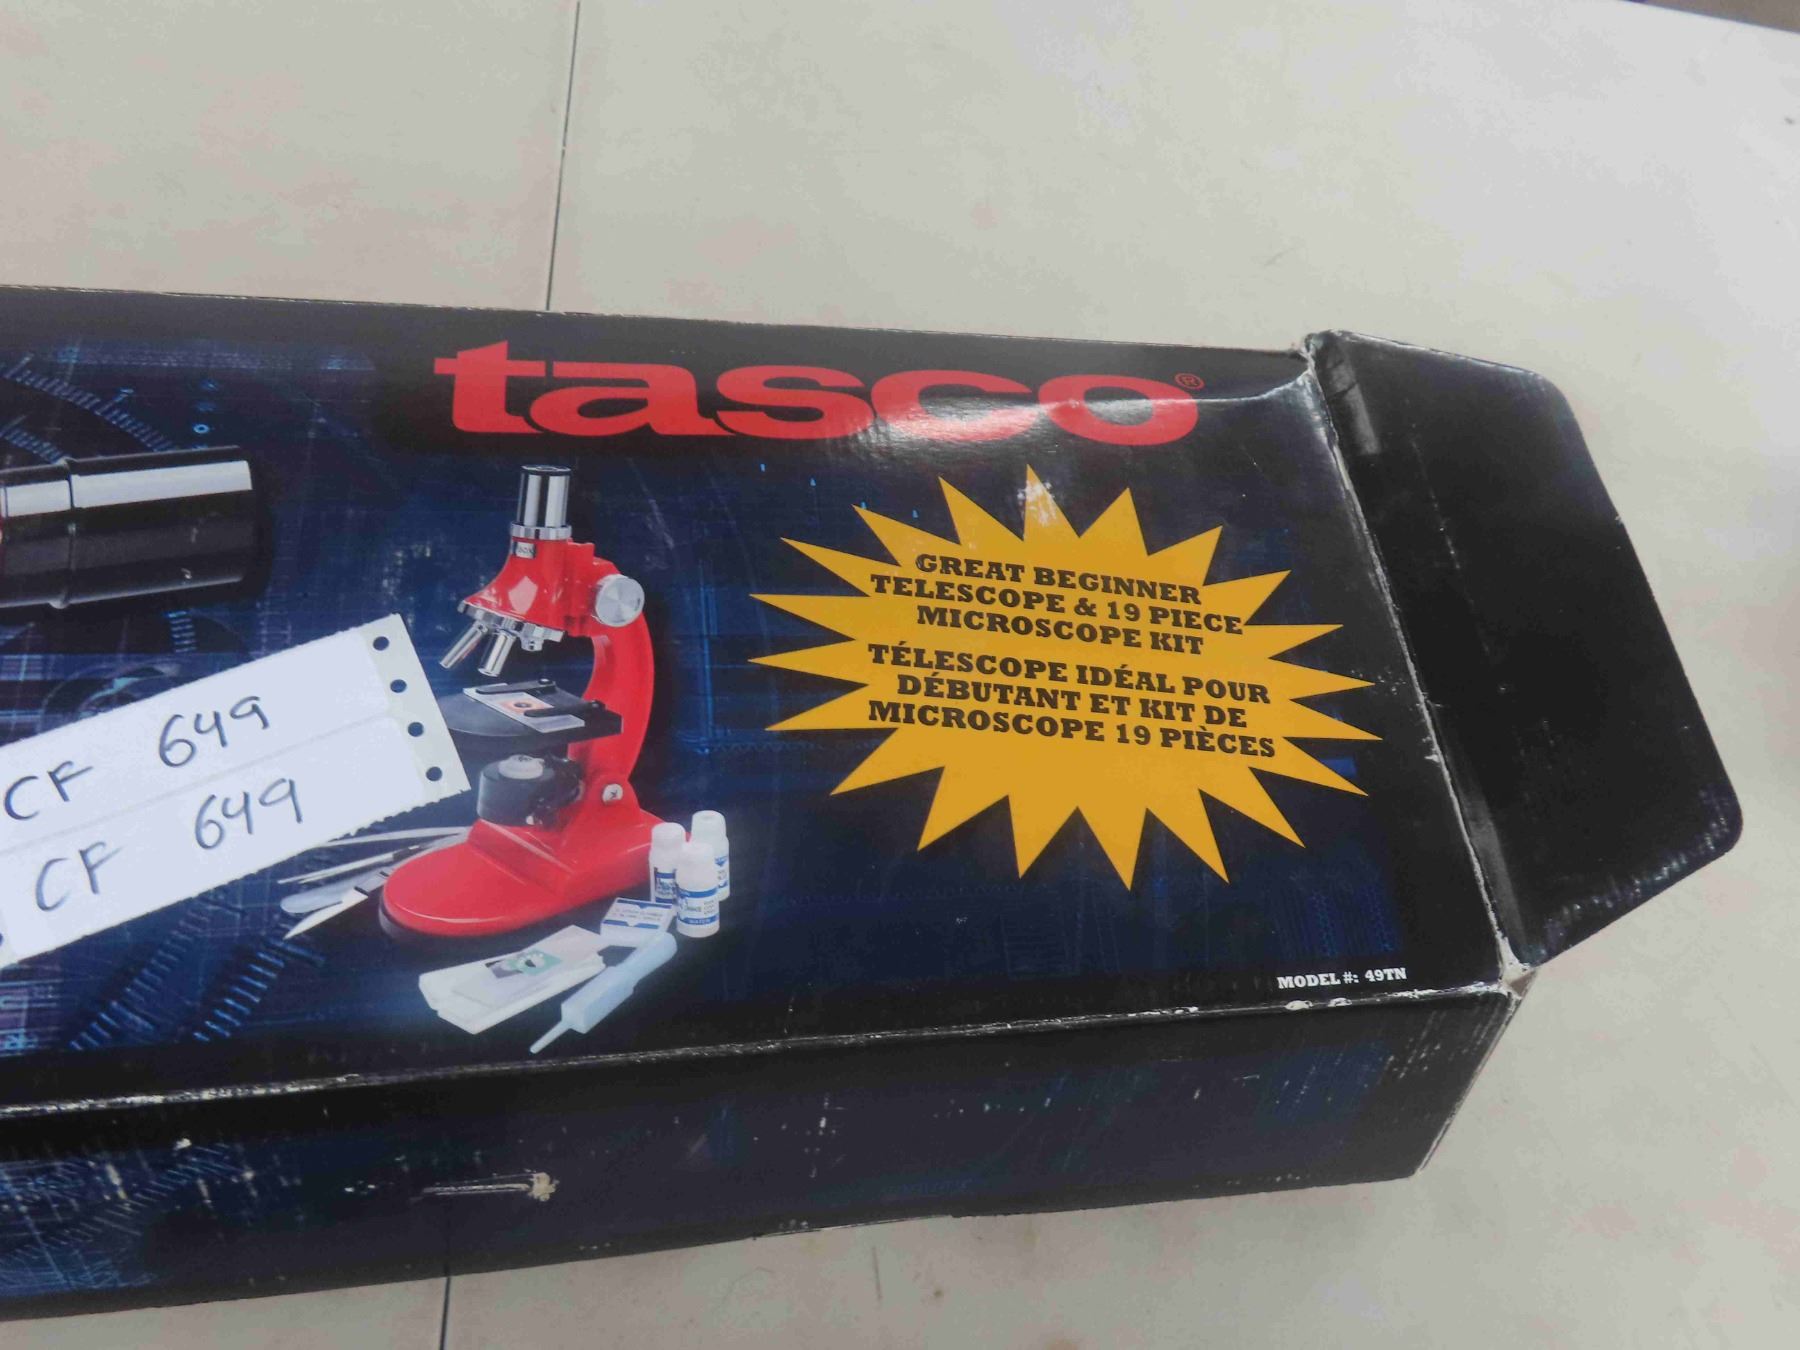 tasco®
GREAT BEGINNER
TELESCOPE & 19 PIECE
MICROSCOPE KIT
TÉLESCOPE IDÉAL POUR
DÉBUTANT ET KIT DE
MICROSCOPE 19 PIÈCES
CF 649
CF 649
MODEL #: 49TN